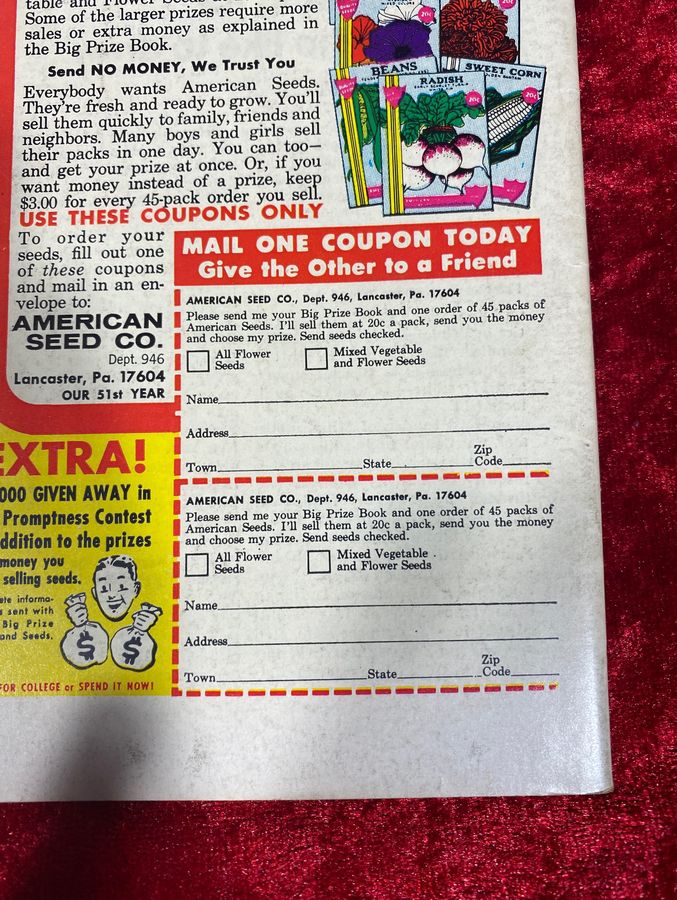 table and Flower Seeds
Some of the larger prizes require more
sales or extra money as explained in
the Big Prize Book.
Send NO MONEY, We Trust You
Everybody wants American Seeds.
They're fresh and ready to grow. You'll
sell them quickly to family, friends and
neighbors. Many boys and girls sell
their packs in one day. You can too—
and get your prize at once. Or, if you
want money instead of a prize, keep
$3.00 for every 45-pack order you sell.
USE THESE COUPONS ONLY
To order your
seeds, fill out one
of these coupons
and mail in an en-
velope to:
AMERICAN
SEED CO.
Dept. 946
Lancaster, Pa. 17604
OUR 51st YEAR
20c
20c
BEANS
SWEET CORN
RADISH
20c
20c
MAIL ONE COUPON TODAY
Give the Other to a Friend
AMERICAN SEED CO., Dept. 946, Lancaster, Pa. 17604
Please send me your Big Prize Book and one order of 45 packs of
American Seeds. I'll sell them at 20c a pack, send you the money
and choose my prize. Send seeds checked.
All Flower
Seeds
Mixed Vegetable
and Flower Seeds
Name
Address
Town State Zip Code
AMERICAN SEED CO., Dept. 946, Lancaster, Pa. 17604
Please send me your Big Prize Book and one order of 45 packs of
American Seeds. I'll sell them at 20c a pack, send you the money
and choose my prize. Send seeds checked.
All Flower
Seeds
Mixed Vegetable
and Flower Seeds
Name
Address
Town State Zip Code
EXTRA!
000 GIVEN AWAY in
Promptness Contest
ddition to the prizes
money you
selling seeds.
ete informa-
s sent with
Big Prize
and Seeds.
$ $
FOR COLLEGE or SPEND IT NOW!